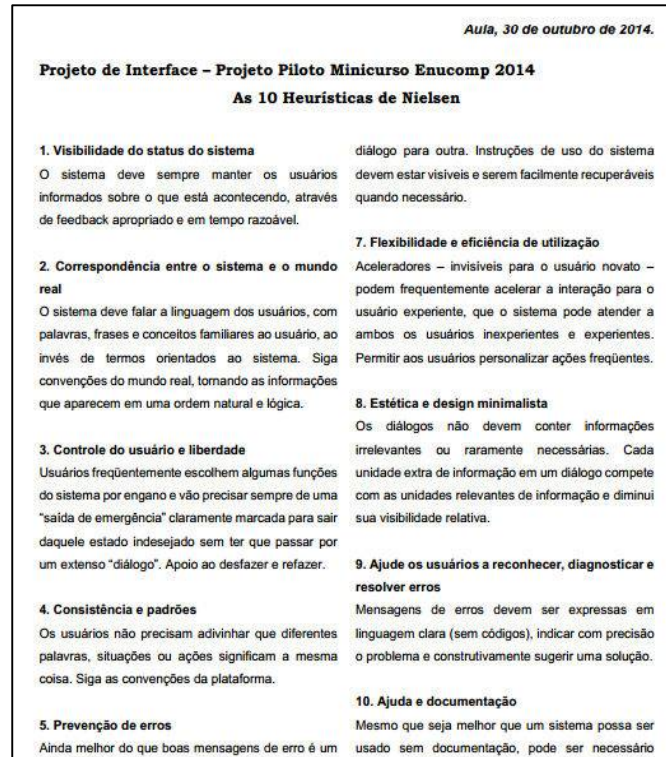 Aula, 30 de outubro de 2014.
Projeto de Interface – Projeto Piloto Minicurso Enucomp 2014
As 10 Heurísticas de Nielsen
1. Visibilidade do status do sistema
O sistema deve sempre manter os usuários
informados sobre o que está acontecendo, através
de feedback apropriado e em tempo razoável.
2. Correspondência entre o sistema e o mundo
real
O sistema deve falar a linguagem dos usuários, com
palavras, frases e conceitos familiares ao usuário, ao
invés de termos orientados ao sistema. Siga
convenções do mundo real, tornando as informações
que aparecem em uma ordem natural e lógica.
3. Controle do usuário e liberdade
Usuários freqüentemente escolhem algumas funções
do sistema por engano e vão precisar sempre de uma
“saída de emergência” claramente marcada para sair
daquele estado indesejado sem ter que passar por
um extenso “diálogo”. Apoio ao desfazer e refazer.
4. Consistência e padrões
Os usuários não precisam adivinhar que diferentes
palavras, situações ou ações significam a mesma
coisa. Siga as convenções da plataforma.
5. Prevenção de erros
Ainda melhor do que boas mensagens de erro é um
diálogo para outra. Instruções de uso do sistema
devem estar visíveis e serem facilmente recuperáveis
quando necessário.
7. Flexibilidade e eficiência de utilização
Aceleradores – invisíveis para o usuário novato –
podem frequentemente acelerar a interação para o
usuário experiente, que o sistema pode atender a
ambos os usuários inexperientes e experientes.
Permitir aos usuários personalizar ações freqüentes.
8. Estética e design minimalista
Os diálogos não devem conter informações
irrelevantes ou raramente necessárias. Cada
unidade extra de informação em um diálogo compete
com as unidades relevantes de informação e diminui
sua visibilidade relativa.
9. Ajude os usuários a reconhecer, diagnosticar e
resolver erros
Mensagens de erros devem ser expressas em
linguagem clara (sem códigos), indicar com precisão
o problema e construtivamente sugerir uma solução.
10. Ajuda e documentação
Mesmo que seja melhor que um sistema possa ser
usado sem documentação, pode ser necessário